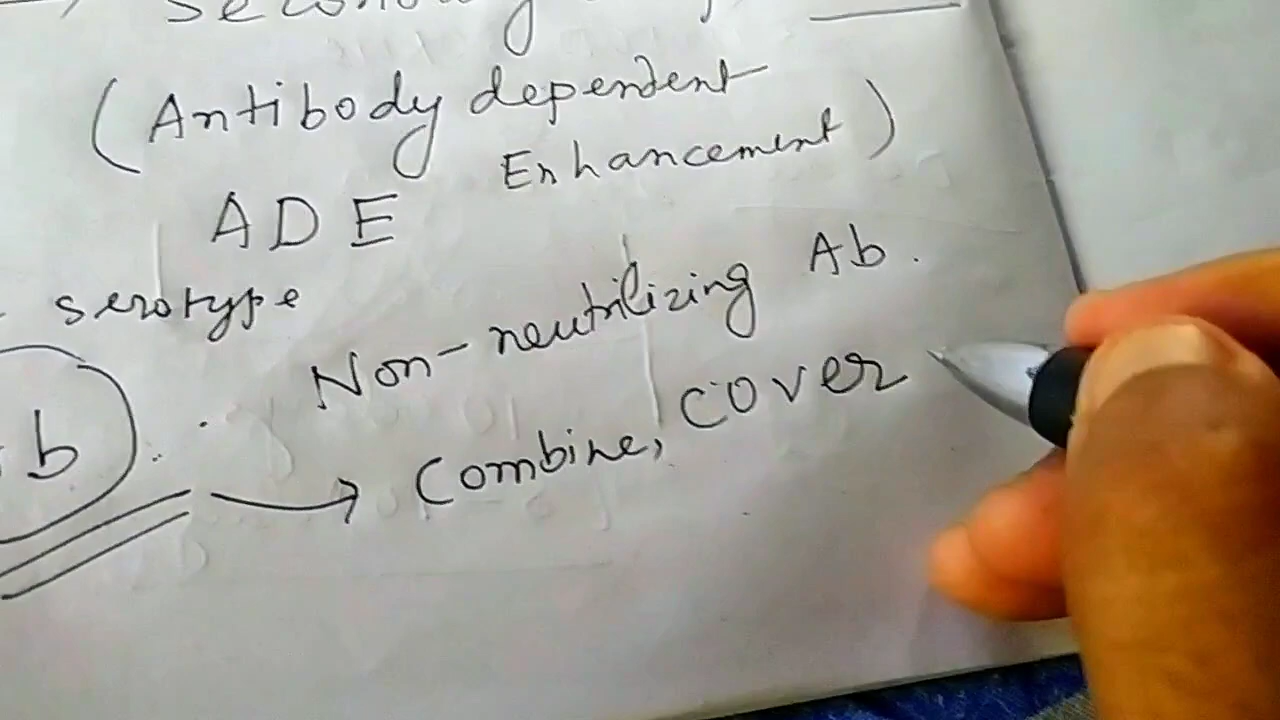 (Antibody dependent
Enhancement)
ADE
serotype
Non-neutrilizing Ab.
b
→ Combine, cover